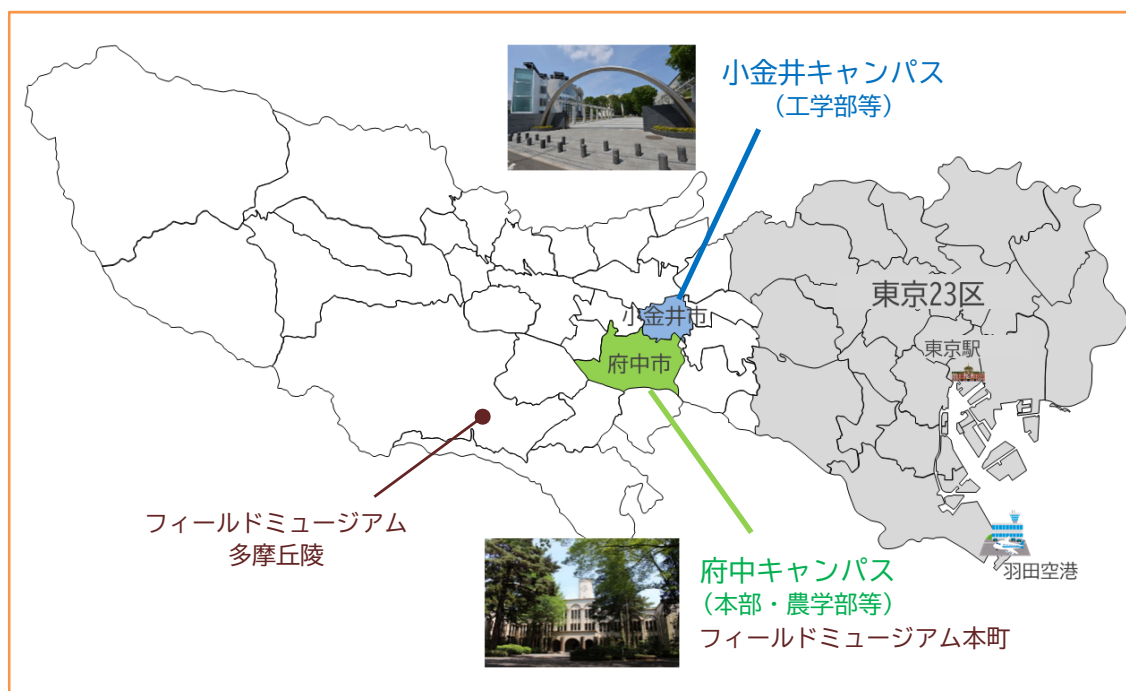 小金井キャンパス
（工学部等）
東京23区
小金井市
東京駅
府中市
フィールドミュージアム
多摩丘陵
府中キャンパス
（本部・農学部等）
フィールドミュージアム本町
羽田空港